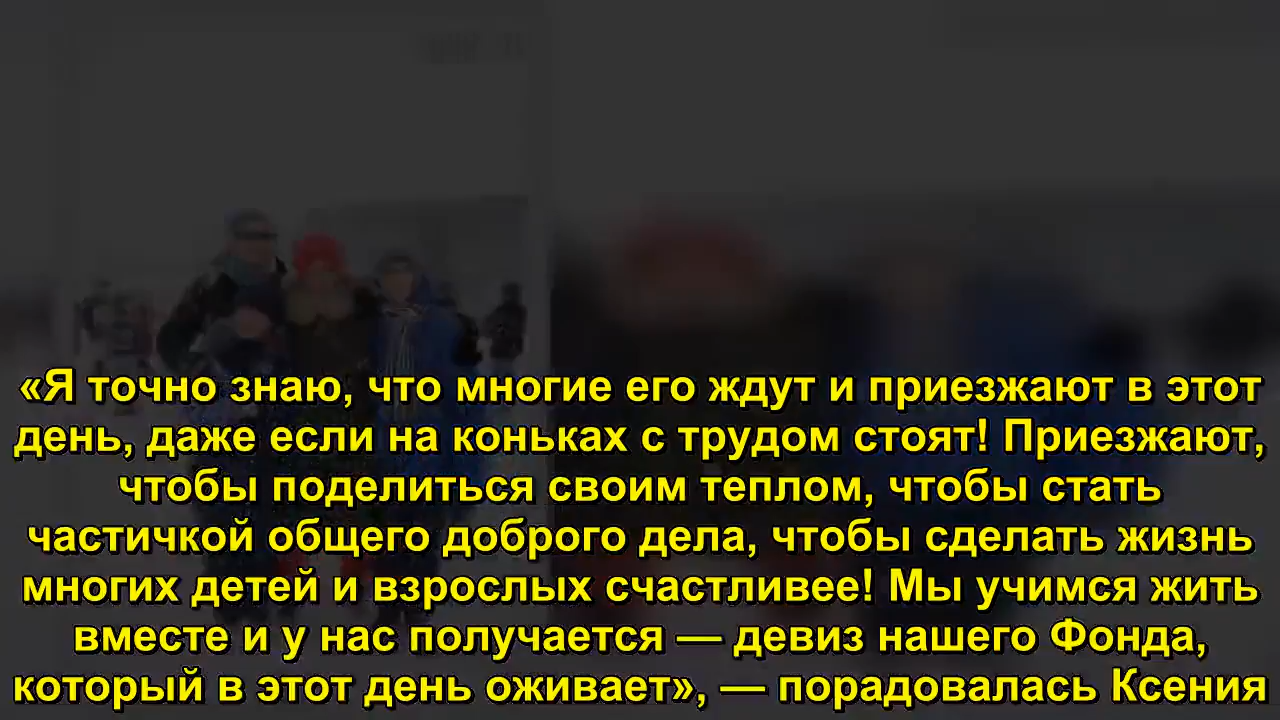 «Я точно знаю, что многие его ждут и приезжают в этот
день, даже если на коньках с трудом стоят! Приезжают,
чтобы поделиться своим теплом, чтобы стать
частичкой общего доброго дела, чтобы сделать жизнь
многих детей и взрослых счастливее! Мы учимся жить
вместе и у нас получается — девиз нашего Фонда,
который в этот день оживает», — порадовалась Ксения